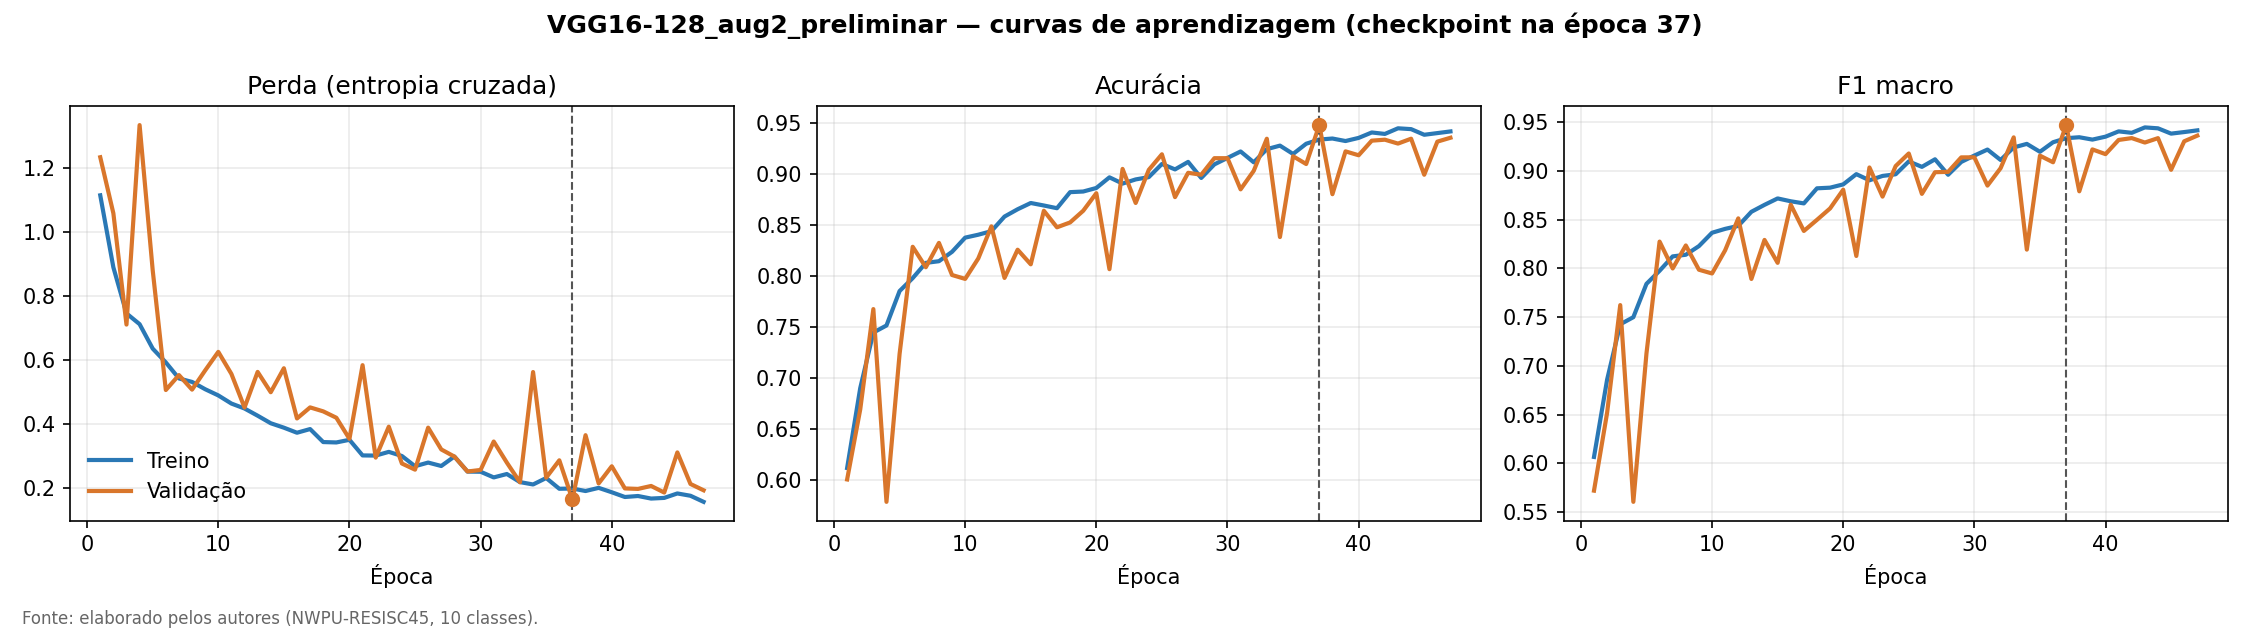 VGG16-128_aug2_preliminar — curvas de aprendizagem (checkpoint na época 37)
Perda (entropia cruzada)
1.2
1.0
0.8
0.6
0.4
0.2
Treino
Validação
0 10 20 30 40
Época
Acurácia
0.95
0.90
0.85
0.80
0.75
0.70
0.65
0.60
0 10 20 30 40
Época
F1 macro
0.95
0.90
0.85
0.80
0.75
0.70
0.65
0.60
0.55
0 10 20 30 40
Época
Fonte: elaborado pelos autores (NWPU-RESISC45, 10 classes).